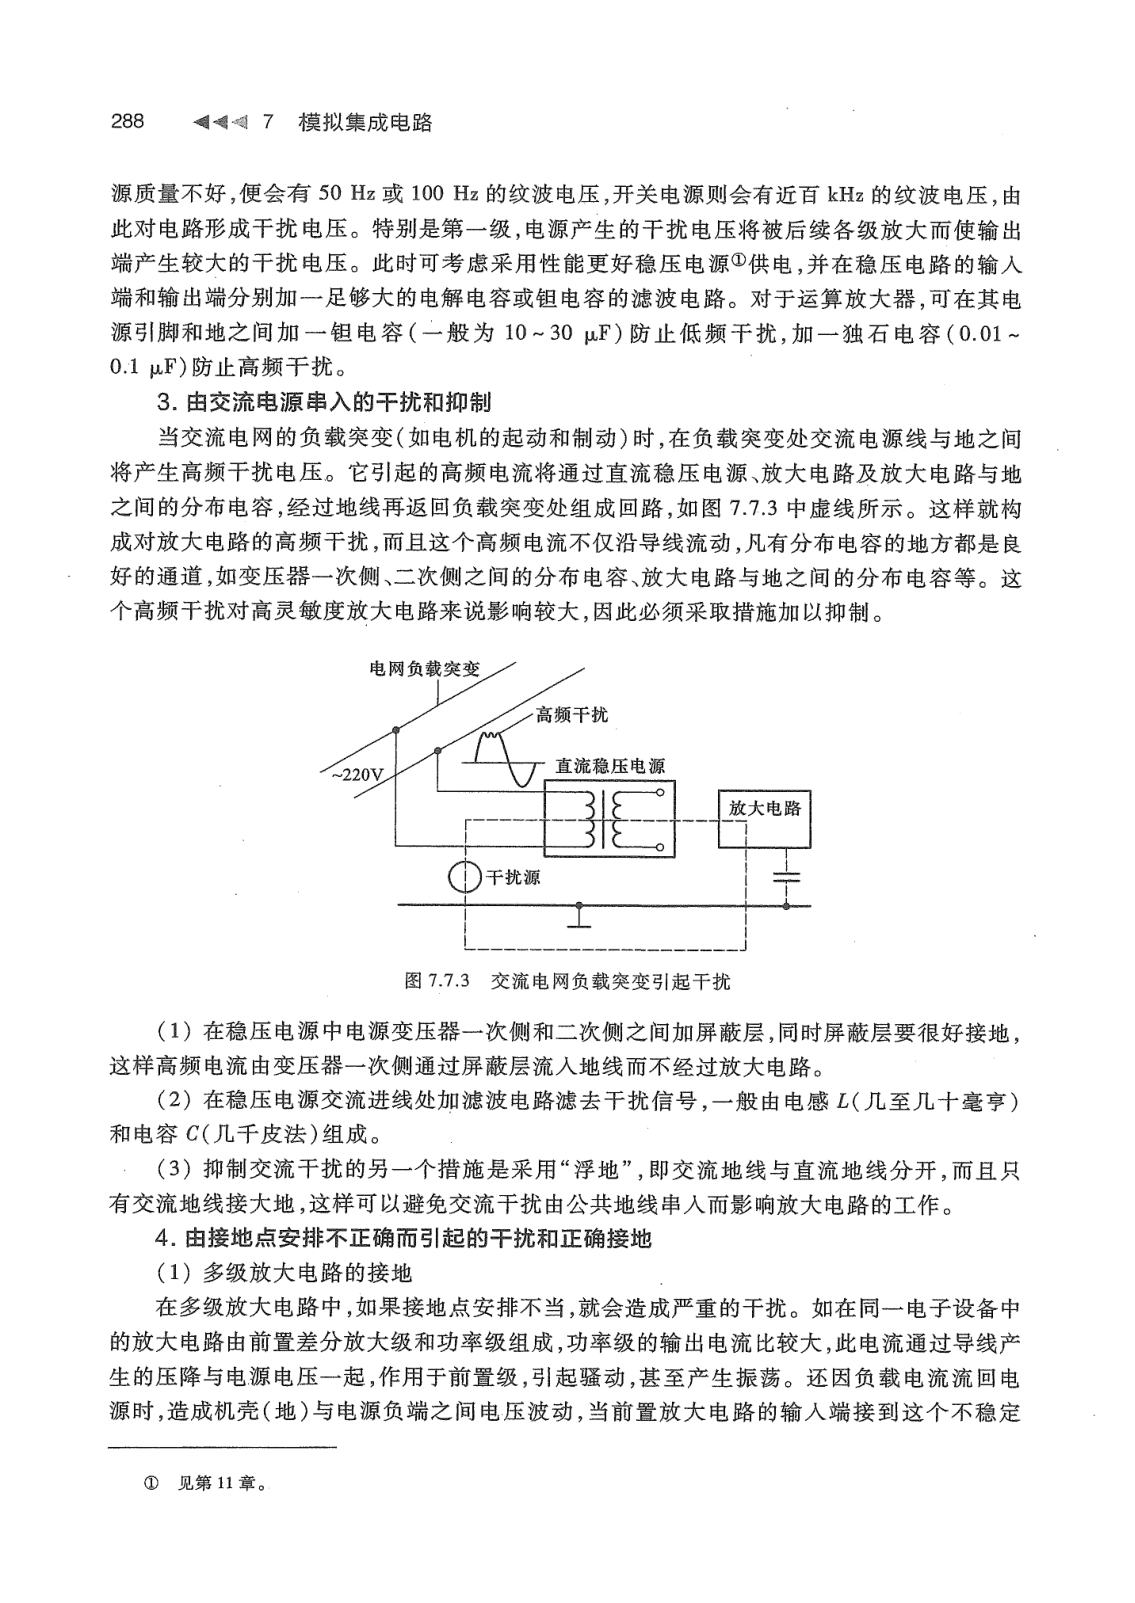 288 7 模拟集成电路
源质量不好,便会有 50 Hz 或 100 Hz 的纹波电压,开关电源则会有近百 kHz 的纹波电压,由
此对电路形成干扰电压。特别是第一级,电源产生的干扰电压将被后续各级放大而使输出
端产生较大的干扰电压。此时可考虑采用性能更好稳压电源①供电,并在稳压电路的输入
端和输出端分别加一足够大的电解电容或钽电容的滤波电路。对于运算放大器,可在其电
源引脚和地之间加一钽电容(一般为 10~30 μF)防止低频干扰,加一独石电容(0.01~
0.1 μF)防止高频干扰。
3. 由交流电源串入的干扰和抑制
当交流电网的负载突变(如电机的起动和制动)时,在负载突变处交流电源线与地之间
将产生高频干扰电压。它引起的高频电流将通过直流稳压电源、放大电路及放大电路与地
之间的分布电容,经过地线再返回负载突变处组成回路,如图 7.7.3 中虚线所示。这样就构
成对放大电路的高频干扰,而且这个高频电流不仅沿导线流动,凡有分布电容的地方都是良
好的通道,如变压器一次侧、二次侧之间的分布电容、放大电路与地之间的分布电容等。这
个高频干扰对高灵敏度放大电路来说影响较大,因此必须采取措施加以抑制。
电网负载突变
高频干扰
~220V
直流稳压电源
放大电路
干扰源
图 7.7.3 交流电网负载突变引起干扰
(1) 在稳压电源中电源变压器一次侧和二次侧之间加屏蔽层,同时屏蔽层要很好接地,
这样高频电流由变压器一次侧通过屏蔽层流入地线而不经过放大电路。
(2) 在稳压电源交流进线处加滤波电路滤去干扰信号,一般由电感 L(几至几十毫亨)
和电容 C(几千皮法)组成。
(3) 抑制交流干扰的另一个措施是采用“浮地”,即交流地线与直流地线分开,而且只
有交流地线接大地,这样可以避免交流干扰由公共地线串入而影响放大电路的工作。
4. 由接地点安排不正确而引起的干扰和正确接地
(1) 多级放大电路的接地
在多级放大电路中,如果接地点安排不当,就会造成严重的干扰。如在同一电子设备中
的放大电路由前置差分放大级和功率级组成,功率级的输出电流比较大,此电流通过导线产
生的压降与电源电压一起,作用于前置级,引起骚动,甚至产生振荡。还因负载电流流回电
源时,造成机壳(地)与电源负端之间电压波动,当前置放大电路的输入端接到这个不稳定
① 见第 11 章。